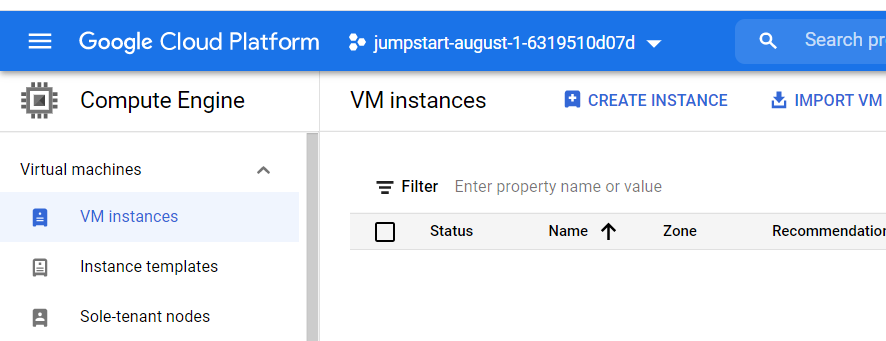 Google Cloud Platform jumpstart-august-1-6319510d07d Search pr
Compute Engine VM instances CREATE INSTANCE IMPORT VM
Virtual machines
Filter Enter property name or value
VM instances
Status Name Zone Recommendation
Instance templates
Sole-tenant nodes